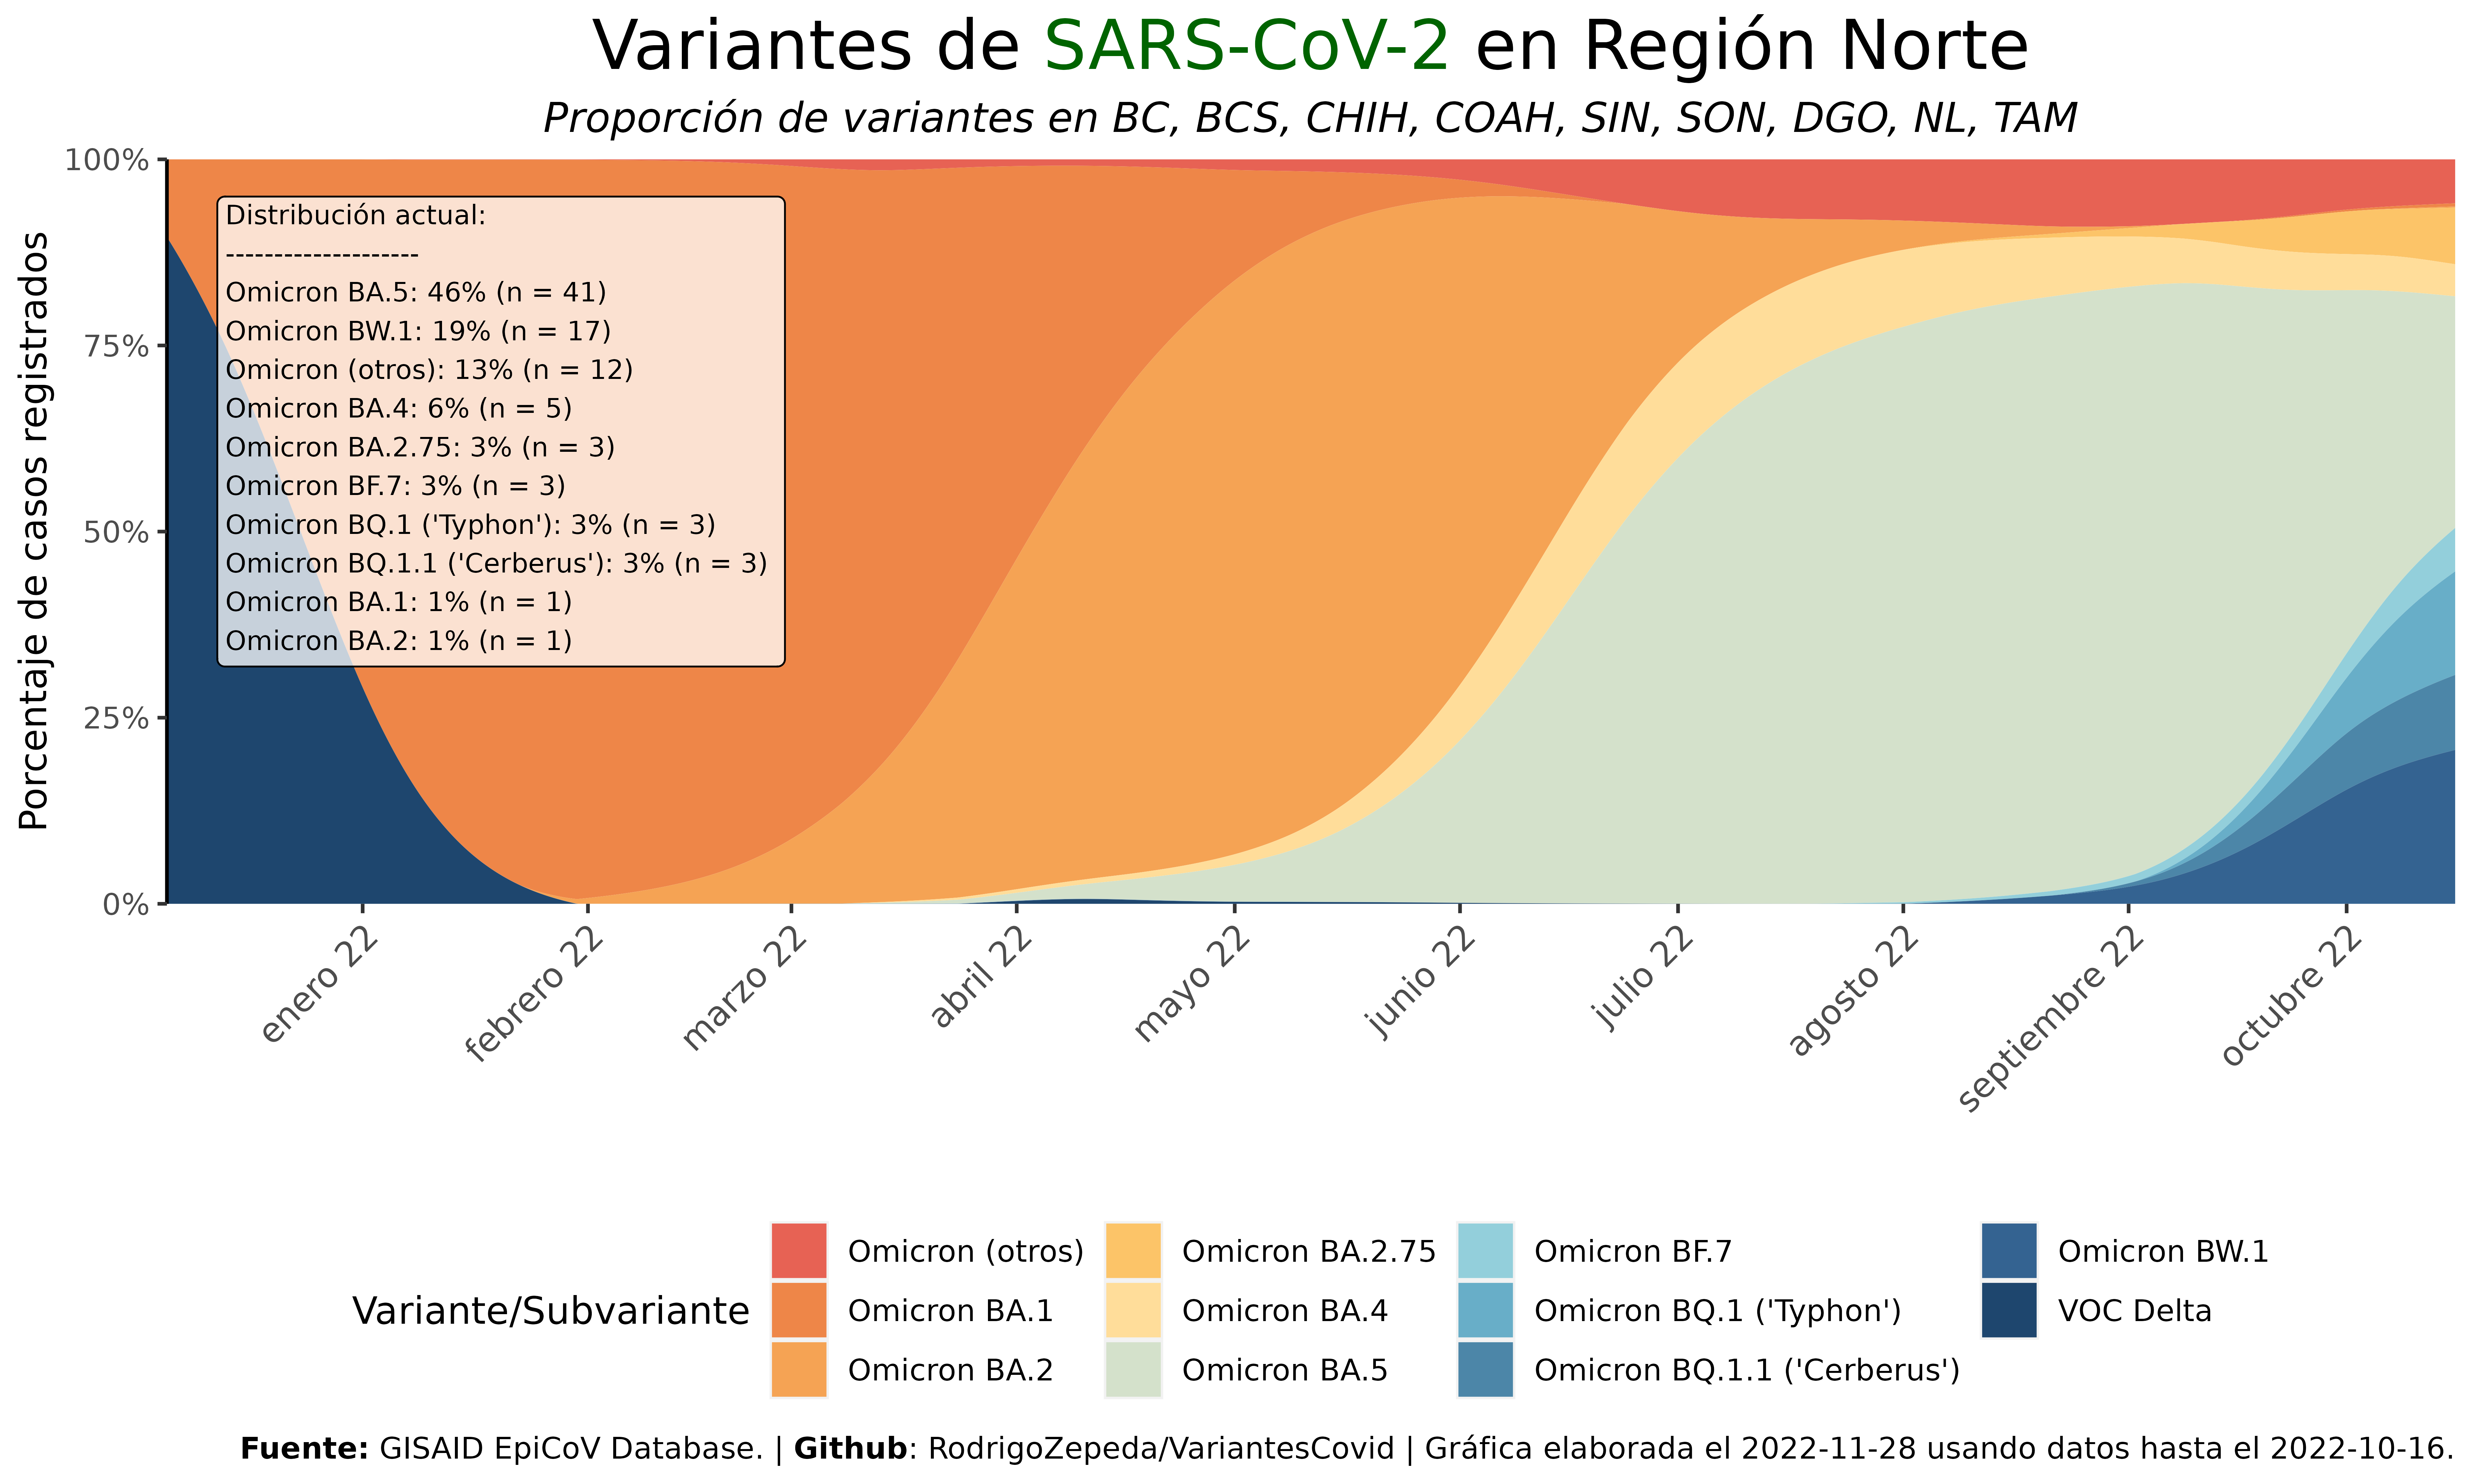 Variantes de SARS-CoV-2 en Región Norte
Proporción de variantes en BC, BCS, CHIH, COAH, SIN, SON, DGO, NL, TAM
Porcentaje de casos registrados
100%
75%
50%
25%
0%
Distribución actual:
--------------------
Omicron BA.5: 46% (n = 41)
Omicron BW.1: 19% (n = 17)
Omicron (otros): 13% (n = 12)
Omicron BA.4: 6% (n = 5)
Omicron BA.2.75: 3% (n = 3)
Omicron BF.7: 3% (n = 3)
Omicron BQ.1 ('Typhon'): 3% (n = 3)
Omicron BQ.1.1 ('Cerberus'): 3% (n = 3)
Omicron BA.1: 1% (n = 1)
Omicron BA.2: 1% (n = 1)
enero 22
febrero 22
marzo 22
abril 22
mayo 22
junio 22
julio 22
agosto 22
septiembre 22
octubre 22
Variante/Subvariante
Omicron (otros)
Omicron BA.1
Omicron BA.2
Omicron BA.2.75
Omicron BA.4
Omicron BA.5
Omicron BF.7
Omicron BQ.1 ('Typhon')
Omicron BQ.1.1 ('Cerberus')
Omicron BW.1
VOC Delta
Fuente: GISAID EpiCoV Database. | Github: RodrigoZepeda/VariantesCovid | Gráfica elaborada el 2022-11-28 usando datos hasta el 2022-10-16.